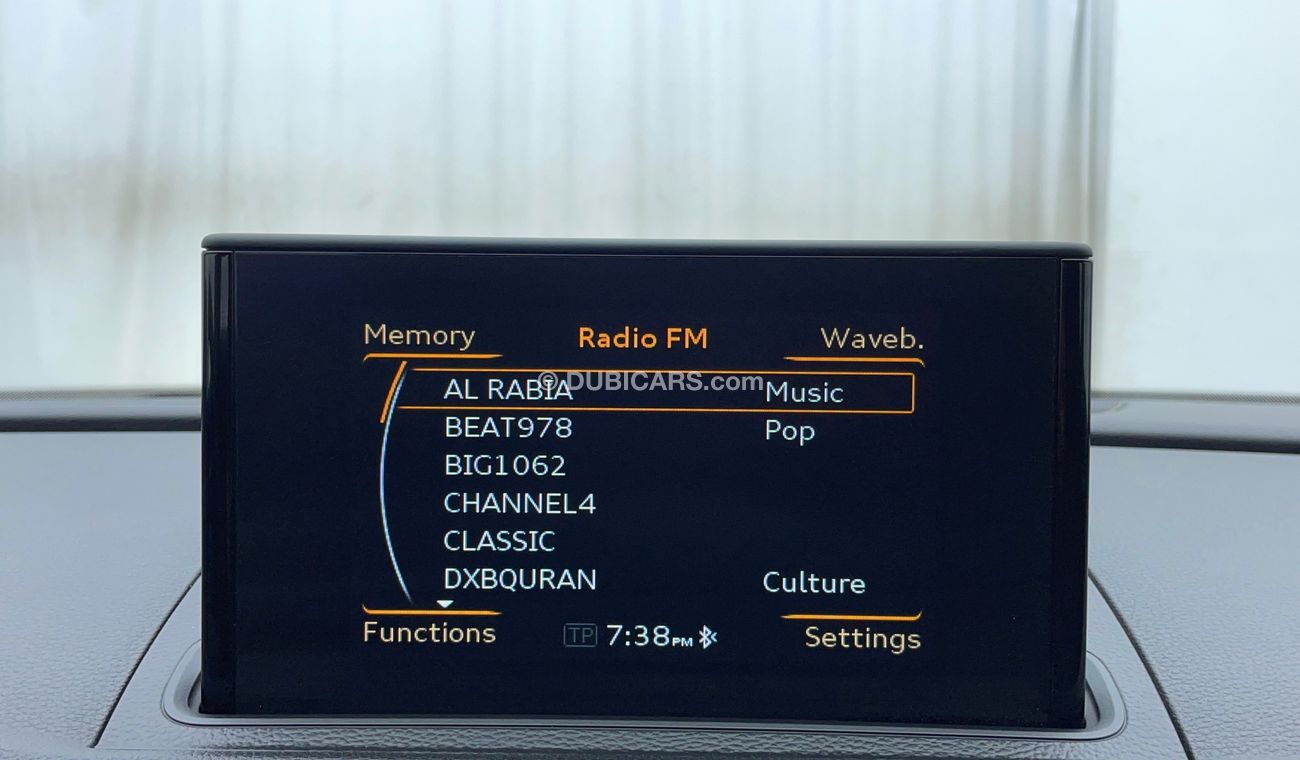 Memory Radio FM Waveb.
© DUBICARS.com
AL RABIA Music
BEAT978 Pop
BIG1062
CHANNEL4
CLASSIC
DXBQURAN Culture
Functions TP 7:38PM Settings